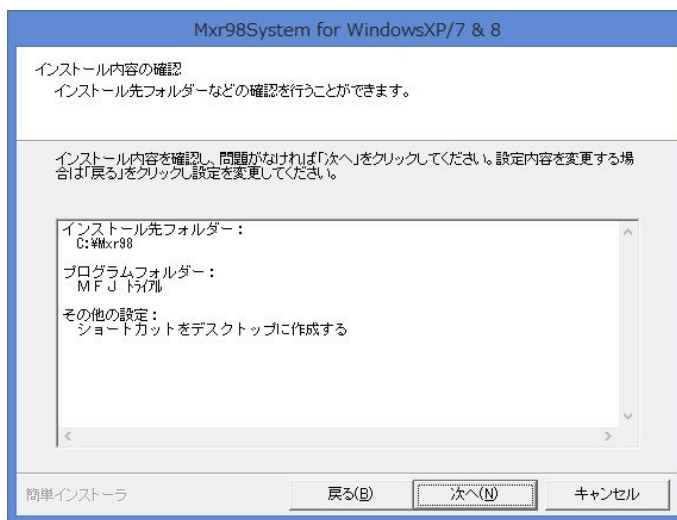 Mxr98System for WindowsXP/7 & 8
インストール内容の確認
インストール先フォルダーなどの確認を行うことができます。
インストール内容を確認し、問題がなければ「次へ」をクリックしてください。設定内容を変更する場
合は「戻る」をクリックし設定を変更してください。
インストール先フォルダー：
C:¥Mxr98
プログラムフォルダー：
ＭＦＪ ﾄﾗｲｱﾙ
その他の設定：
ショートカットをデスクトップに作成する
簡単インストーラ
戻る(B)
次へ(N)
キャンセル